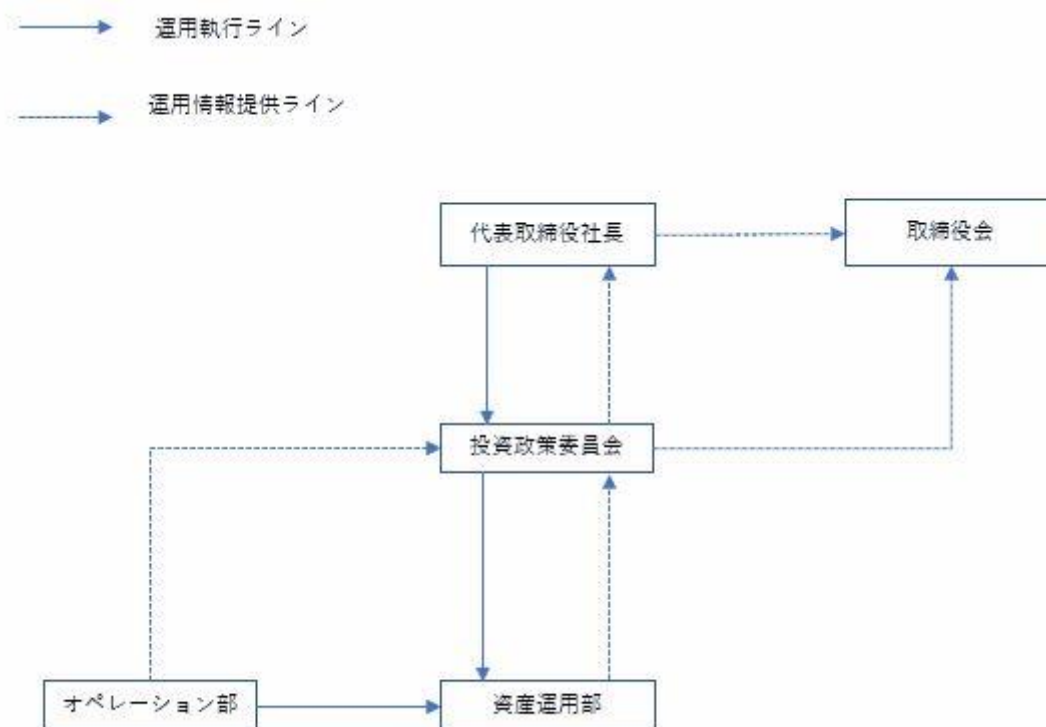 運用執行ライン
運用情報提供ライン
代表取締役社長
取締役会
投資政策委員会
オペレーション部
資産運用部